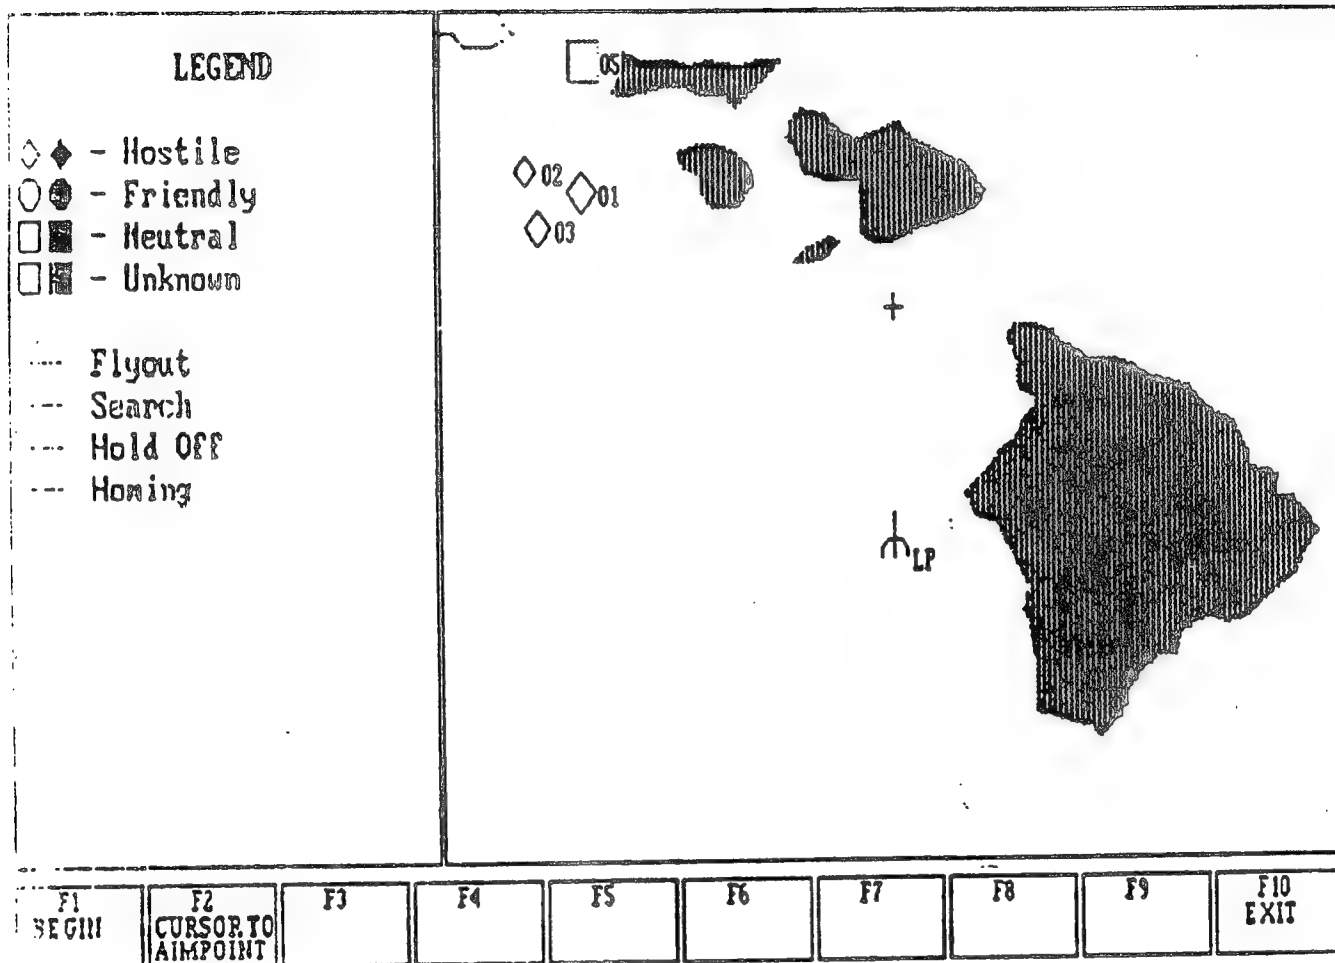 LEGEND
- Hostile
- Friendly
- Neutral
- Unknown
---- Flyout
--- Search
---- Hold Off
--- Homing
05
02
01
03
LP
F1
BEGIN
F2
CURSOR TO
AIMPOINT
F3
F4
F5
F6
F7
F8
F9
F10
EXIT